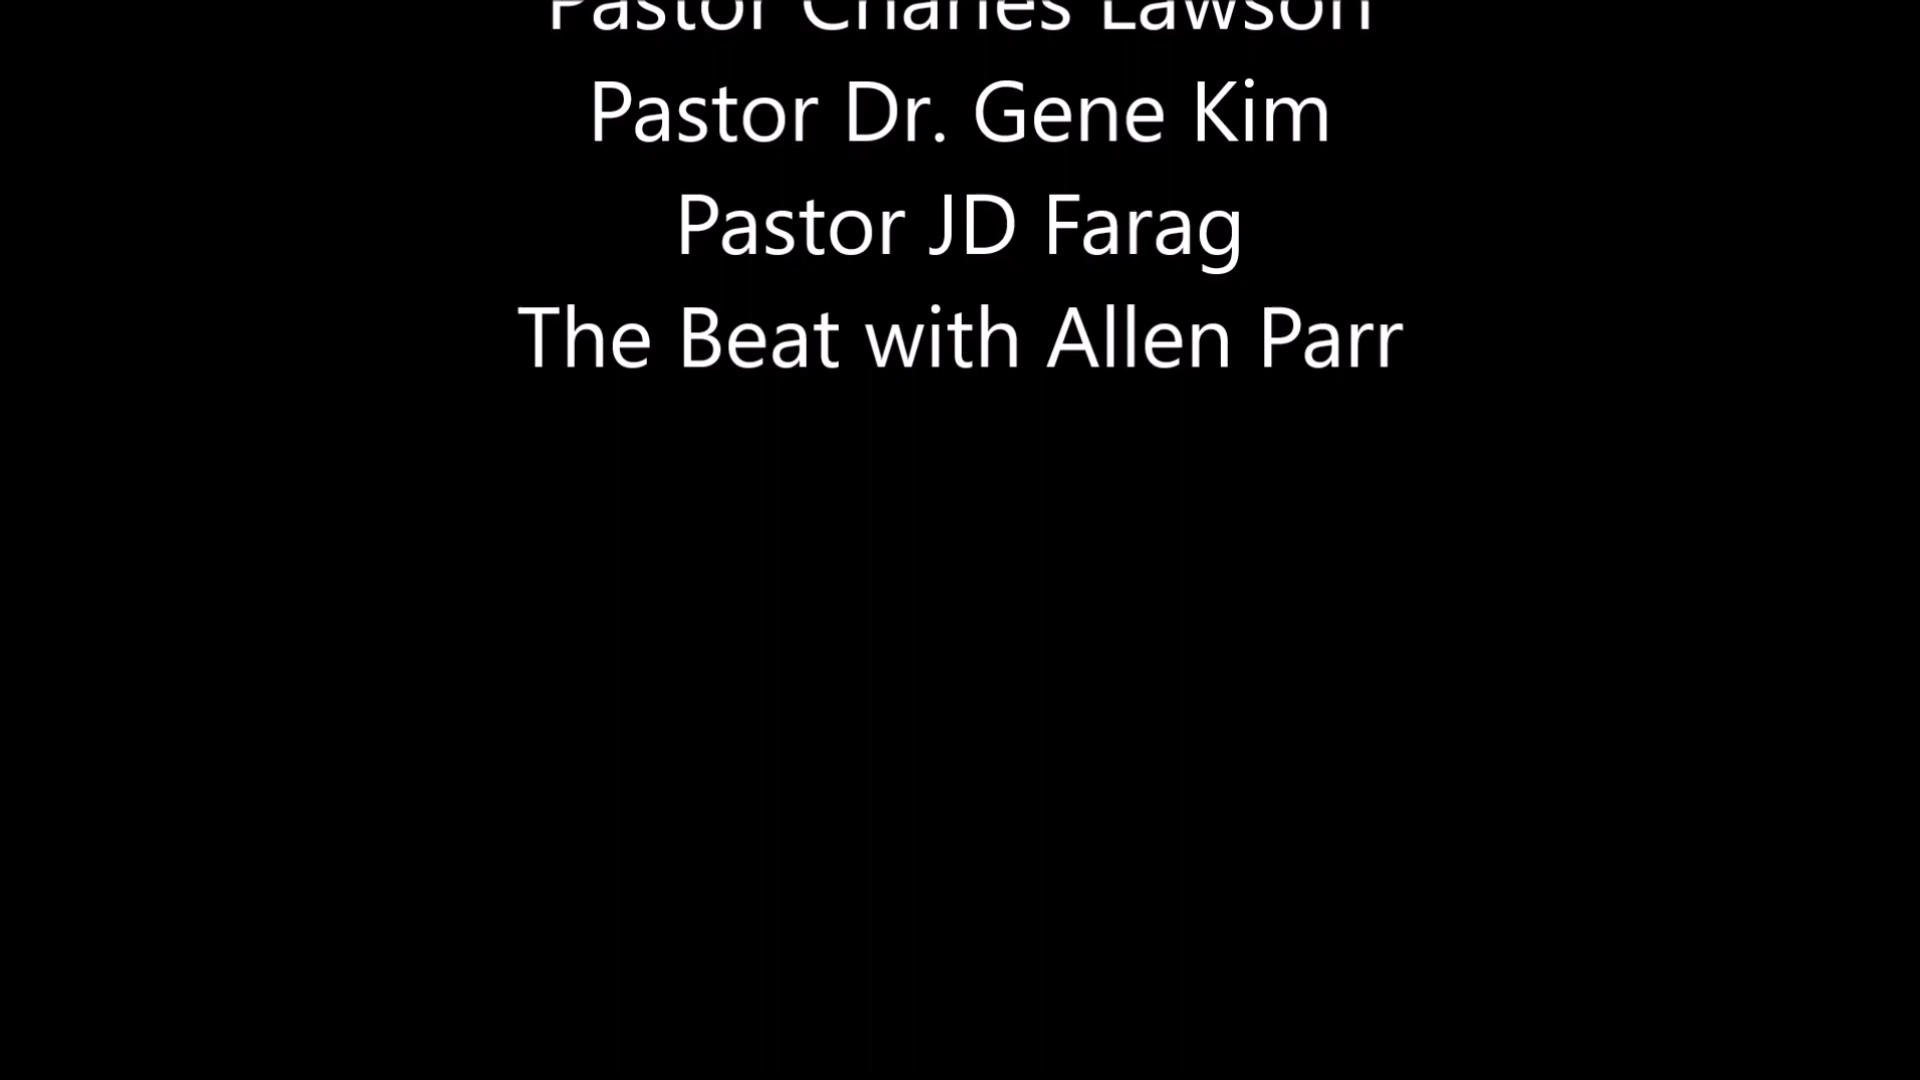 Pastor Charles Lawson
Pastor Dr. Gene Kim
Pastor JD Farag
The Beat with Allen Parr